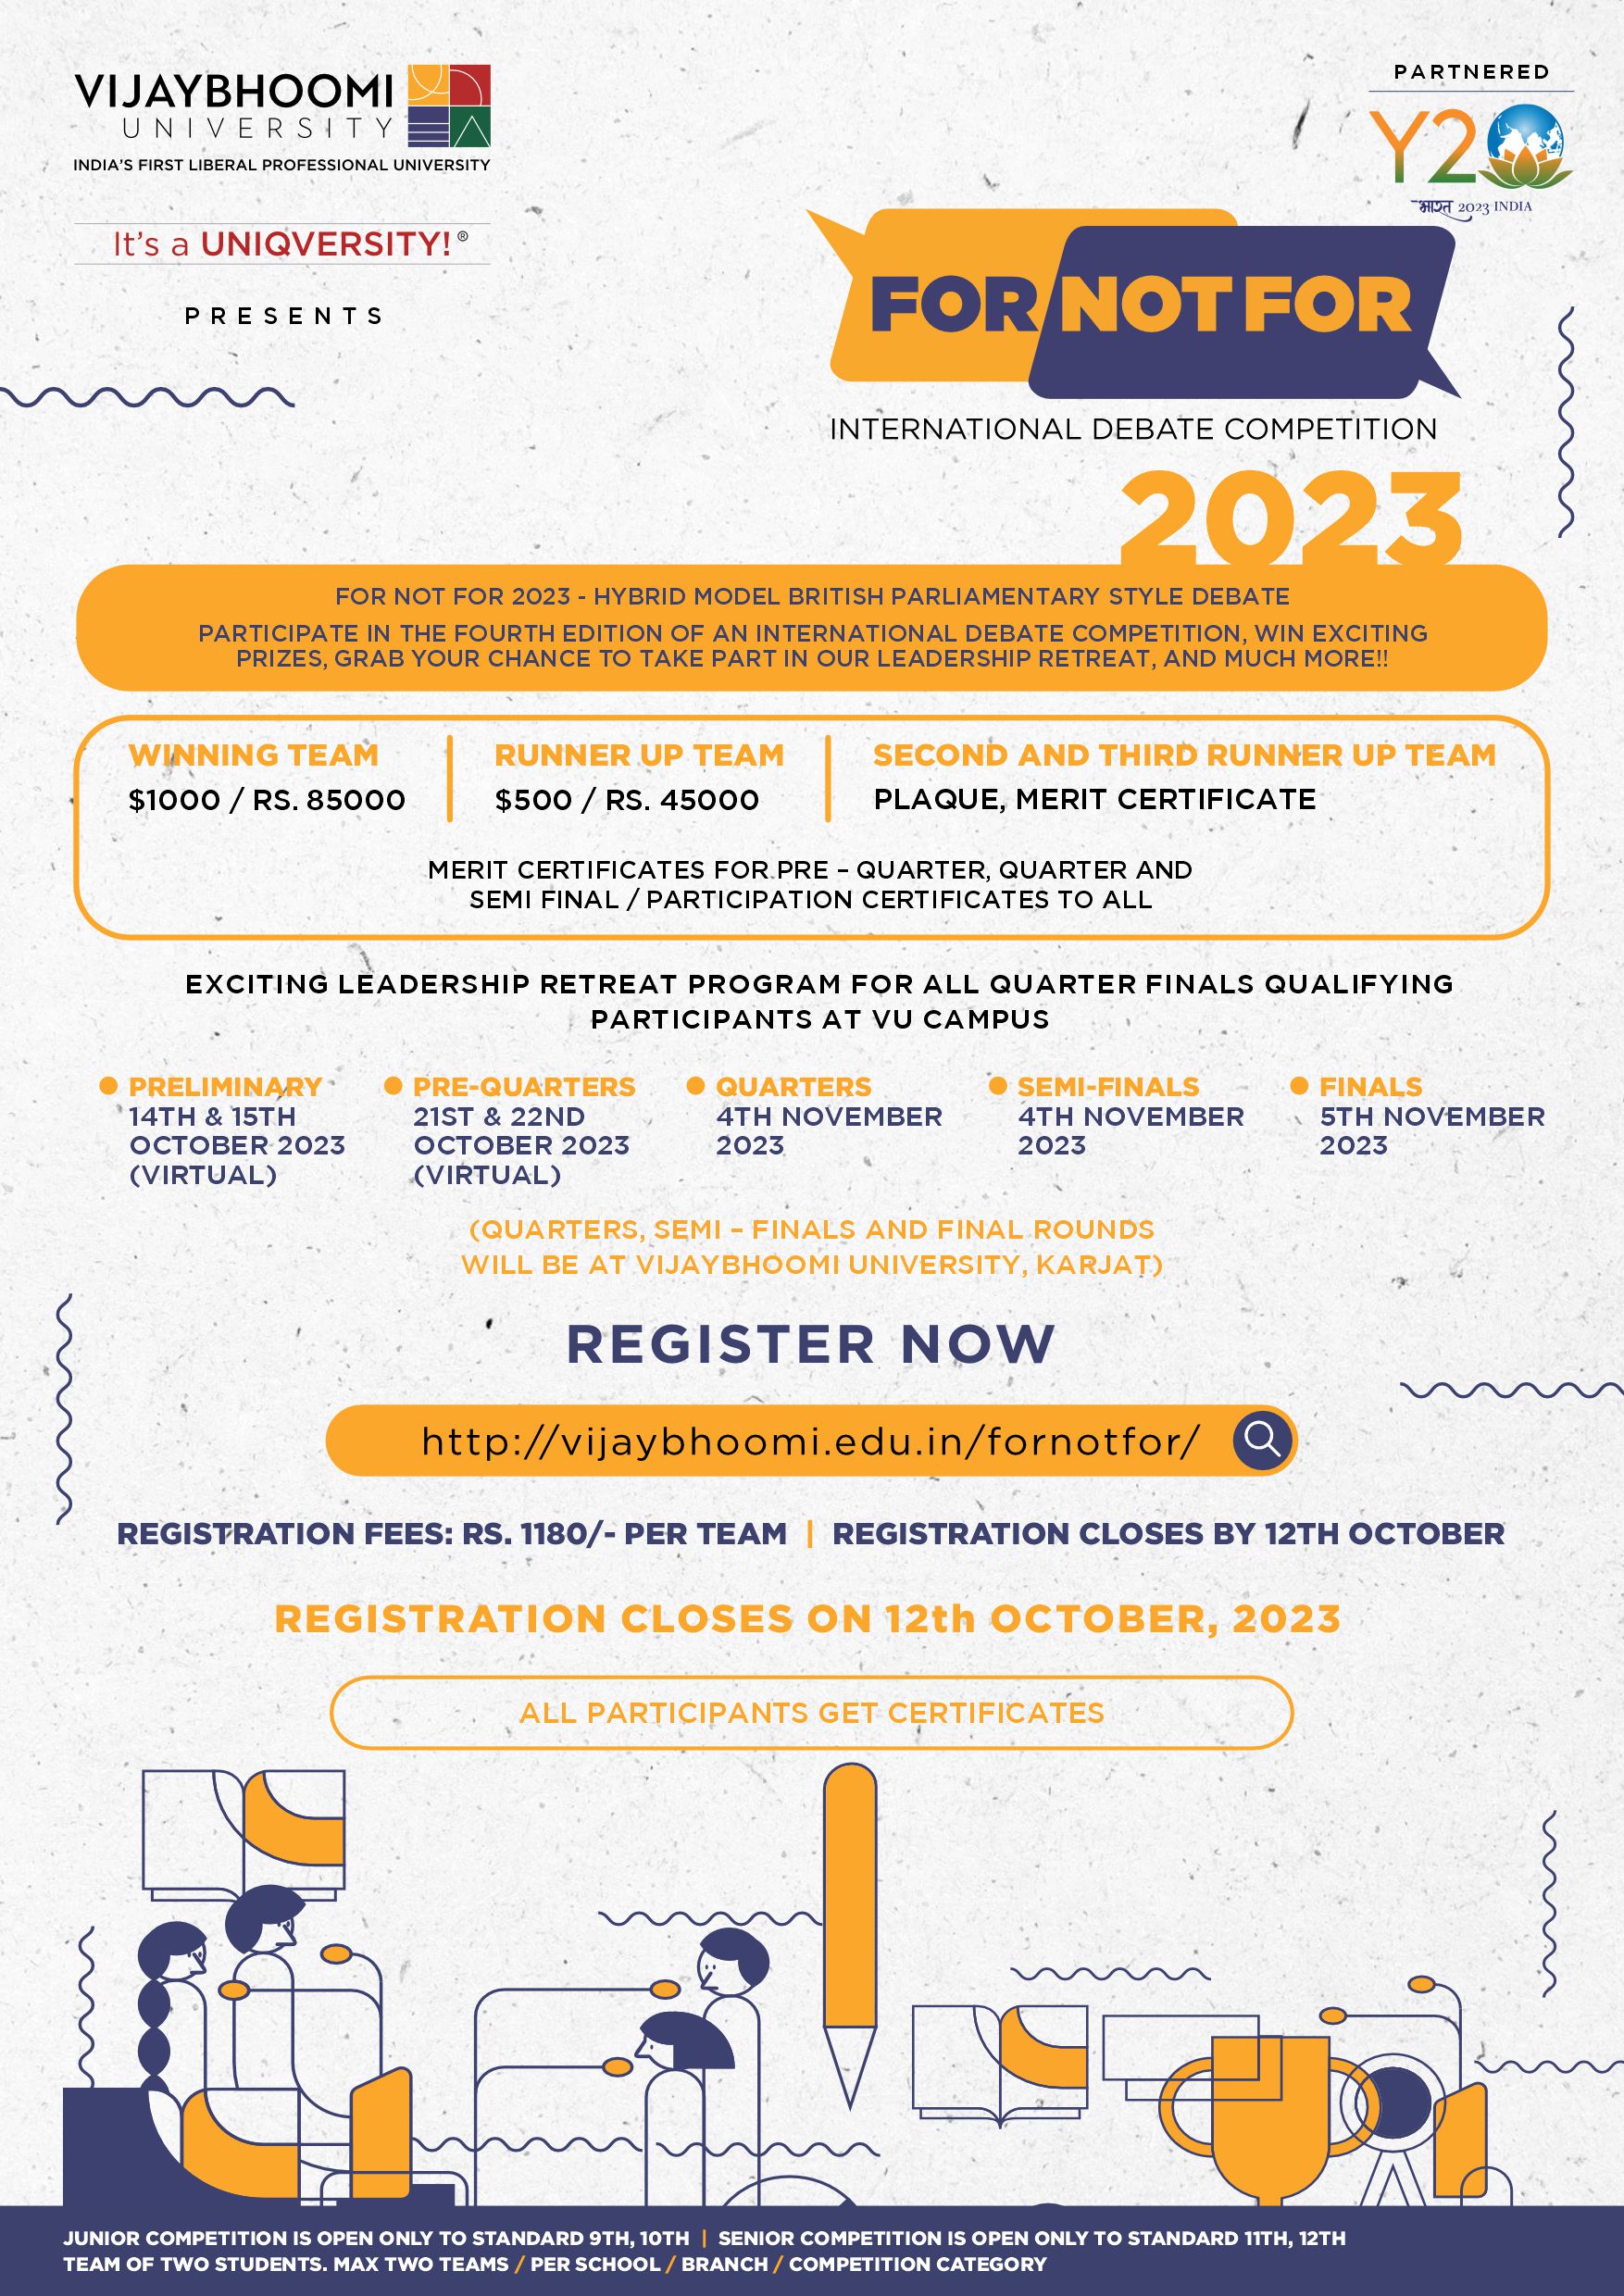 VIJAYBHOOMI
UNIVERSITY
INDIA'S FIRST LIBERAL PROFESSIONAL UNIVERSITY
It's a UNIQVERSITY!®
PRESENTS
PARTNERED
Y20
भारत 2023 INDIA
FOR NOT FOR
INTERNATIONAL DEBATE COMPETITION
2023
FOR NOT FOR 2023 - HYBRID MODEL BRITISH PARLIAMENTARY STYLE DEBATE
PARTICIPATE IN THE FOURTH EDITION OF AN INTERNATIONAL DEBATE COMPETITION, WIN EXCITING
PRIZES, GRAB YOUR CHANCE TO TAKE PART IN OUR LEADERSHIP RETREAT, AND MUCH MORE!!
WINNING TEAM
$1000 / RS. 85000
RUNNER UP TEAM
$500 / RS. 45000
SECOND AND THIRD RUNNER UP TEAM
PLAQUE, MERIT CERTIFICATE
MERIT CERTIFICATES FOR PRE – QUARTER, QUARTER AND
SEMI FINAL / PARTICIPATION CERTIFICATES TO ALL
EXCITING LEADERSHIP RETREAT PROGRAM FOR ALL QUARTER FINALS QUALIFYING
PARTICIPANTS AT VU CAMPUS
PRELIMINARY
14TH & 15TH
OCTOBER 2023
(VIRTUAL)
PRE-QUARTERS
21ST & 22ND
OCTOBER 2023
(VIRTUAL)
QUARTERS
4TH NOVEMBER
2023
SEMI-FINALS
4TH NOVEMBER
2023
FINALS
5TH NOVEMBER
2023
(QUARTERS, SEMI – FINALS AND FINAL ROUNDS
WILL BE AT VIJAYBHOOMI UNIVERSITY, KARJAT)
REGISTER NOW
http://vijaybhoomi.edu.in/fornotfor/
REGISTRATION FEES: RS. 1180/- PER TEAM | REGISTRATION CLOSES BY 12TH OCTOBER
REGISTRATION CLOSES ON 12th OCTOBER, 2023
ALL PARTICIPANTS GET CERTIFICATES
JUNIOR COMPETITION IS OPEN ONLY TO STANDARD 9TH, 10TH | SENIOR COMPETITION IS OPEN ONLY TO STANDARD 11TH, 12TH
TEAM OF TWO STUDENTS. MAX TWO TEAMS / PER SCHOOL / BRANCH / COMPETITION CATEGORY